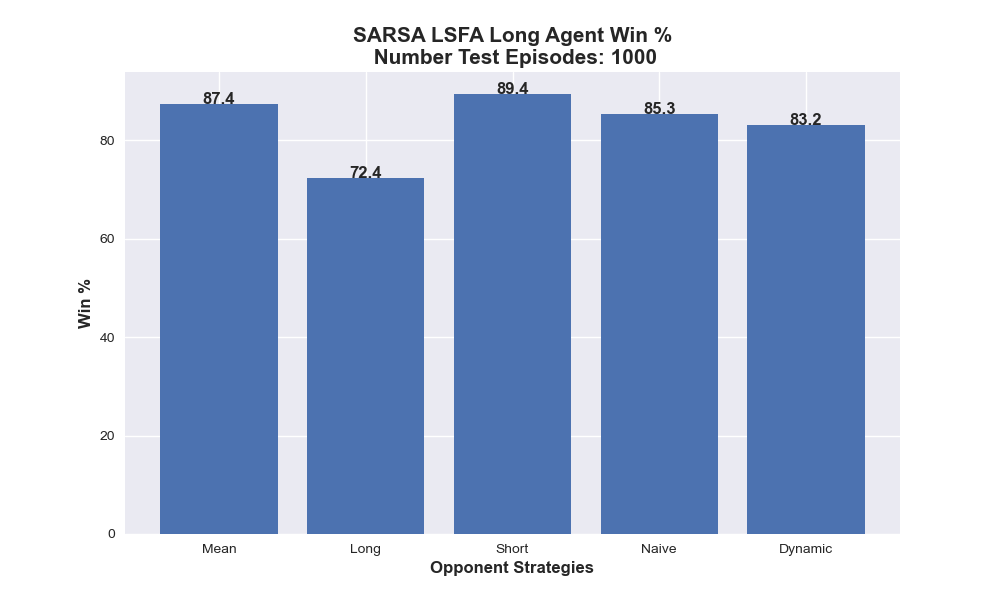 SARSA LSFA Long Agent Win %
Number Test Episodes: 1000
87.4
72.4
89.4
85.3
83.2
80
60
40
20
0
Win %
Mean
Long
Short
Naive
Dynamic
Opponent Strategies